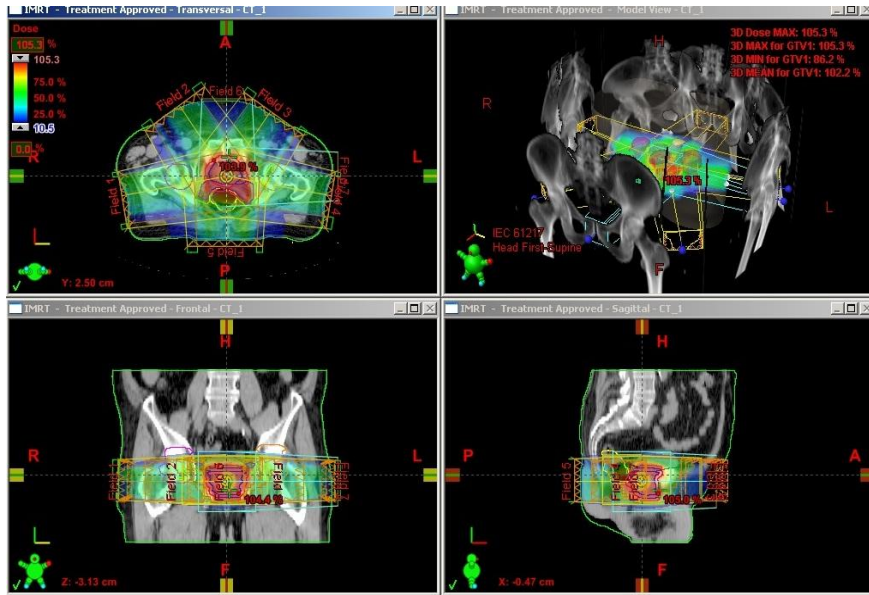 IMRT - Treatment Approved - Transversal - CT_1
Dose
105.3 %
105.3
75.0 %
50.0 %
25.0 %
10.5
0.0 %
A
R
L
P
Field 2
Field 6
Field 3
Field 1
Field 4
Field 5
Y: 2.50 cm
IMRT - Treatment Approved - Model View - CT_1
3D Dose MAX: 105.3 %
3D MAX for GTV1: 105.3 %
3D MIN for GTV1: 86.2 %
3D MEAN for GTV1: 102.2 %
H
R
L
F
105.3 %
IEC 61217
Head First-Supine
IMRT - Treatment Approved - Frontal - CT_1
H
R
L
F
Field 2
Field 6
104.4 %
Z: -3.13 cm
IMRT - Treatment Approved - Sagittal - CT_1
H
P
A
F
Field 5
X: -0.47 cm